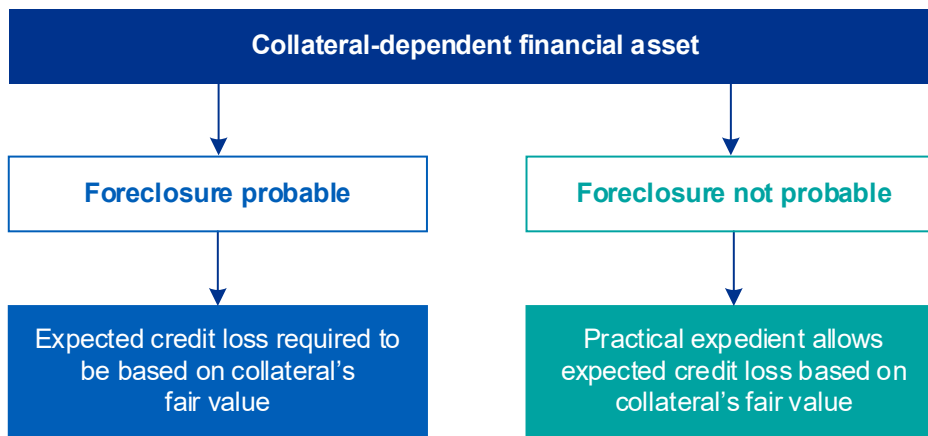 Collateral-dependent financial asset
Foreclosure probable
Foreclosure not probable
Expected credit loss required to
be based on collateral’s
fair value
Practical expedient allows
expected credit loss based on
collateral’s fair value